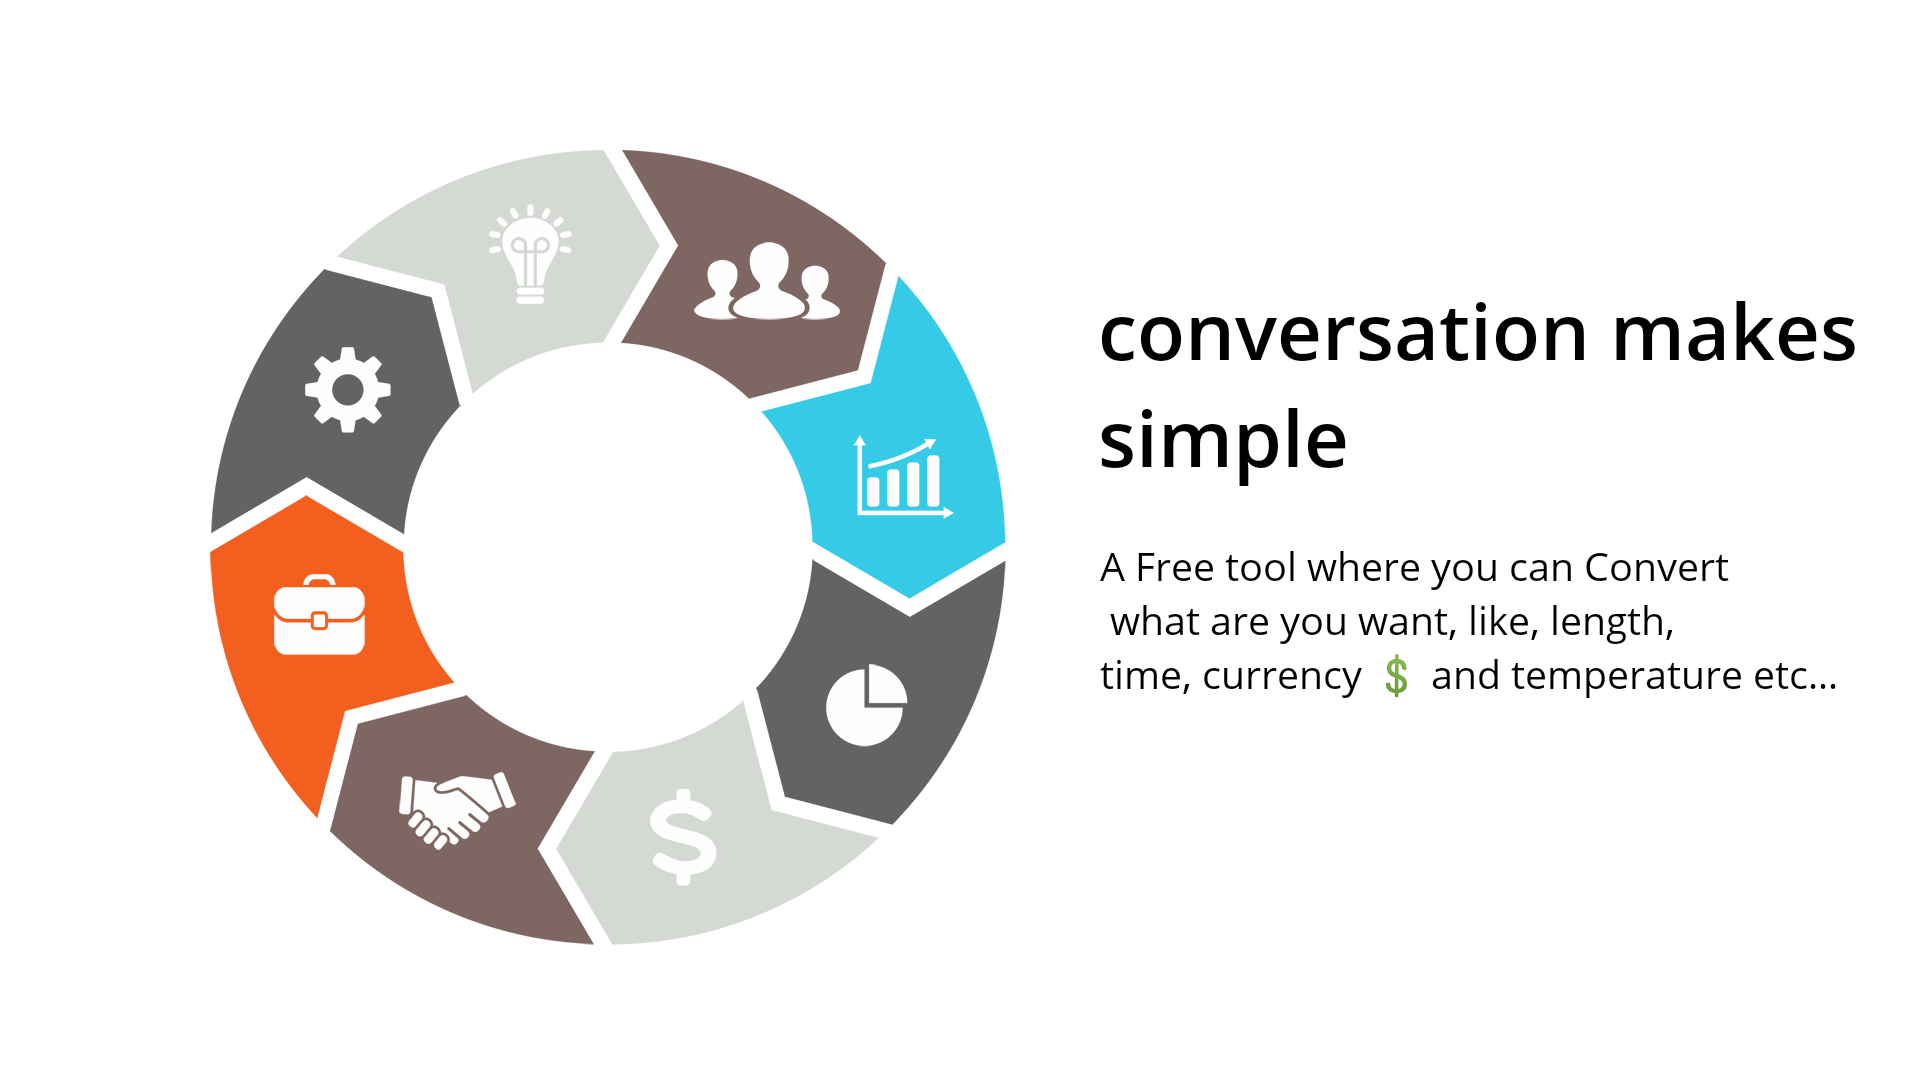 conversation makes
simple
A Free tool where you can Convert
what are you want, like, length,
time, currency 💲 and temperature etc...